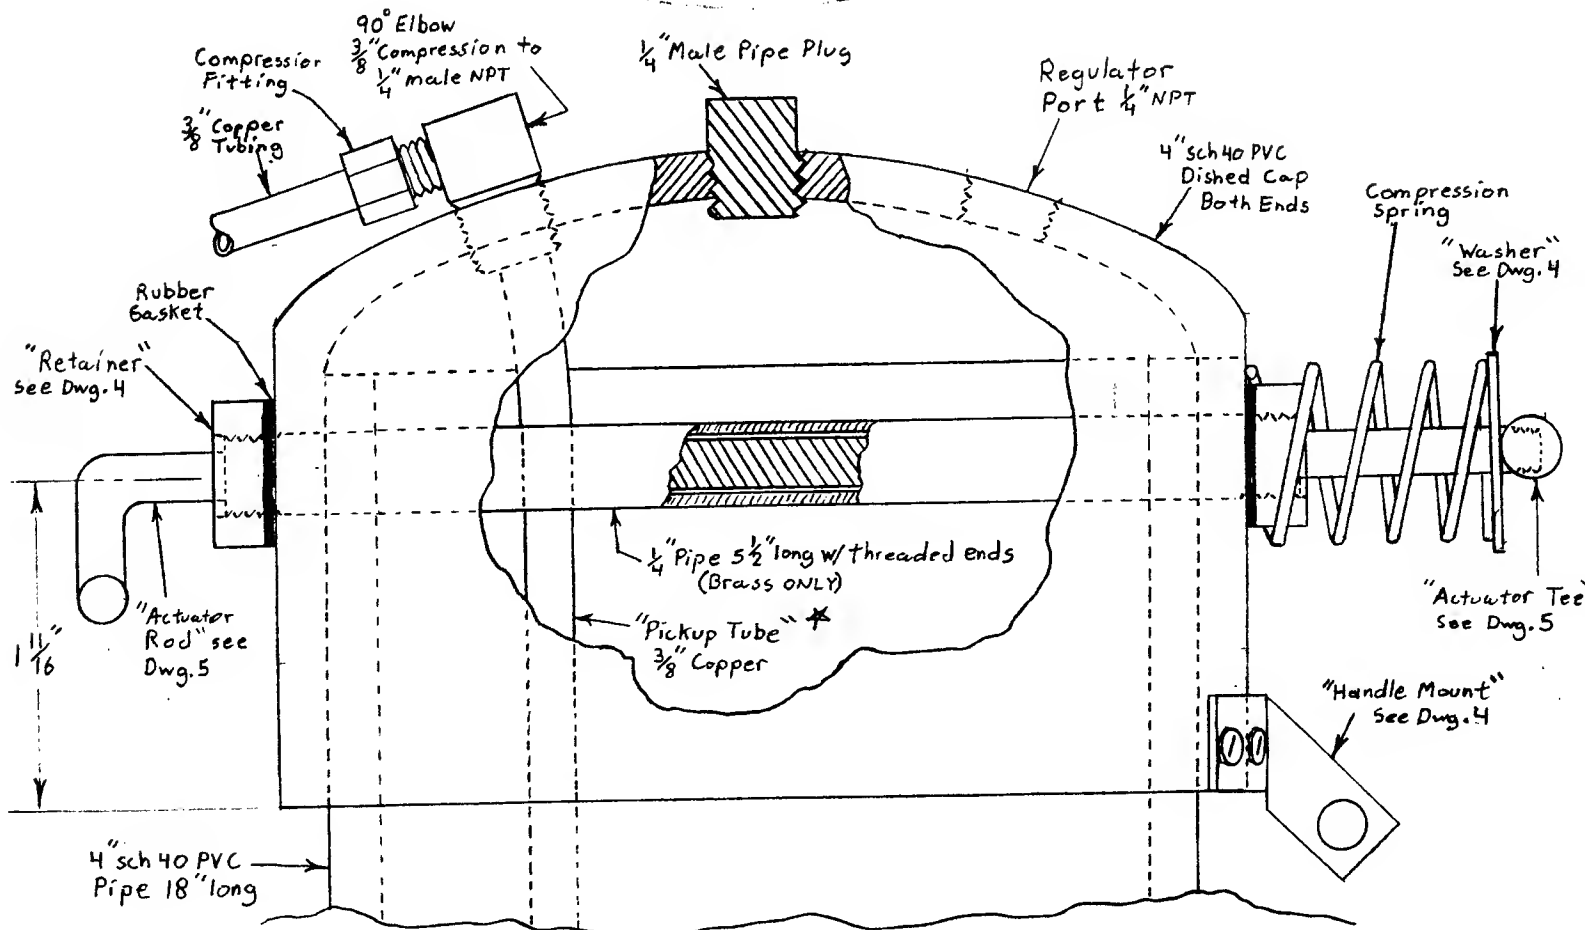 90° Elbow
3/8" Compression to
1/4" male NPT
Compression
Fitting
3/8" Copper
Tubing
1/4" Male Pipe Plug
Regulator
Port 1/4" NPT
4" sch 40 PVC
Dished Cap
Both Ends
Compression
Spring
"Washer"
See Dwg. 4
Rubber
Gasket
"Retainer"
See Dwg. 4
1/4" Pipe 5 1/2" long w/ threaded ends
(Brass ONLY)
"Actuator
Rod" see
Dwg. 5
1 11/16"
"Pickup Tube" ☆
3/8" Copper
"Actuator Tee"
See Dwg. 5
"Handle Mount"
See Dwg. 4
4" sch 40 PVC
Pipe 18" long